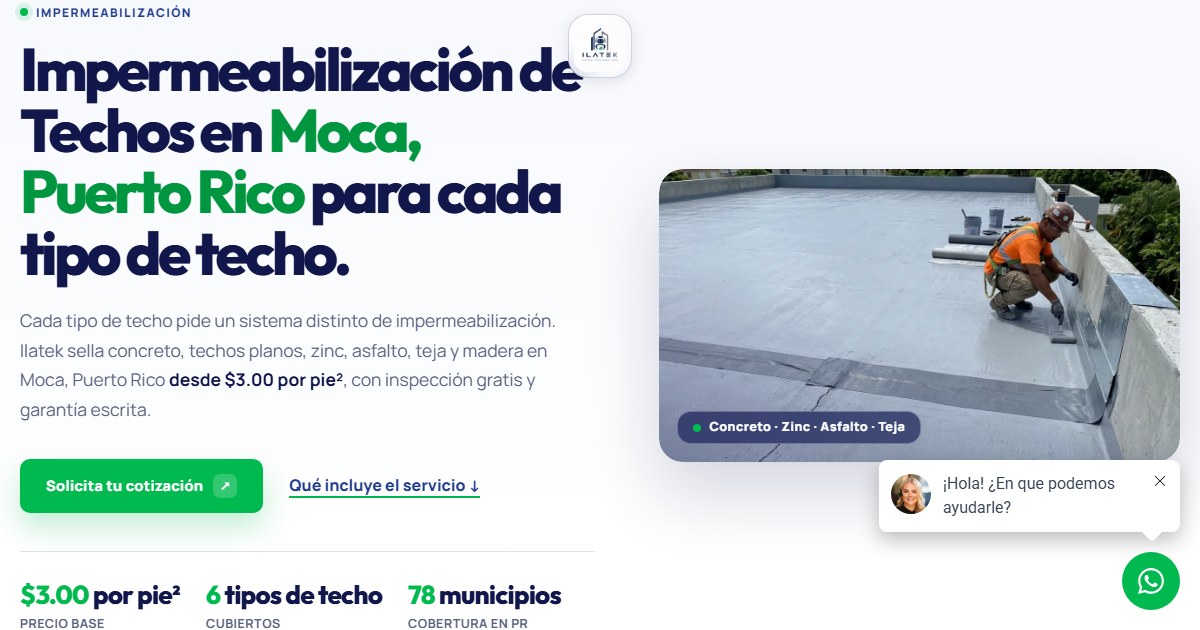 IMPERMEABILIZACIÓN
ILATEK
Impermeabilización de
Techos en Moca,
Puerto Rico para cada
tipo de techo.
Cada tipo de techo pide un sistema distinto de impermeabilización.
Ilatek sella concreto, techos planos, zinc, asfalto, teja y madera en
Moca, Puerto Rico desde $3.00 por pie², con inspección gratis y
garantía escrita.
Solicita tu cotización ↗
Qué incluye el servicio ↓
Concreto · Zinc · Asfalto · Teja
¡Hola! ¿En que podemos
ayudarle?
$3.00 por pie²
PRECIO BASE
6 tipos de techo
CUBIERTOS
78 municipios
COBERTURA EN PR